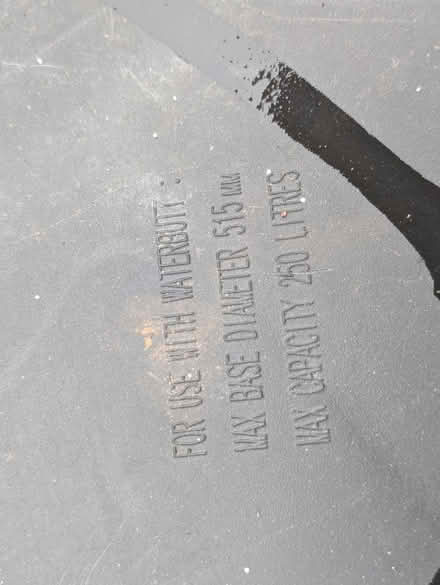 FOR USE WITH WATERBUTT :
MAX BASE DIAMETER 515 MM
MAX CAPACITY 250 LITRES